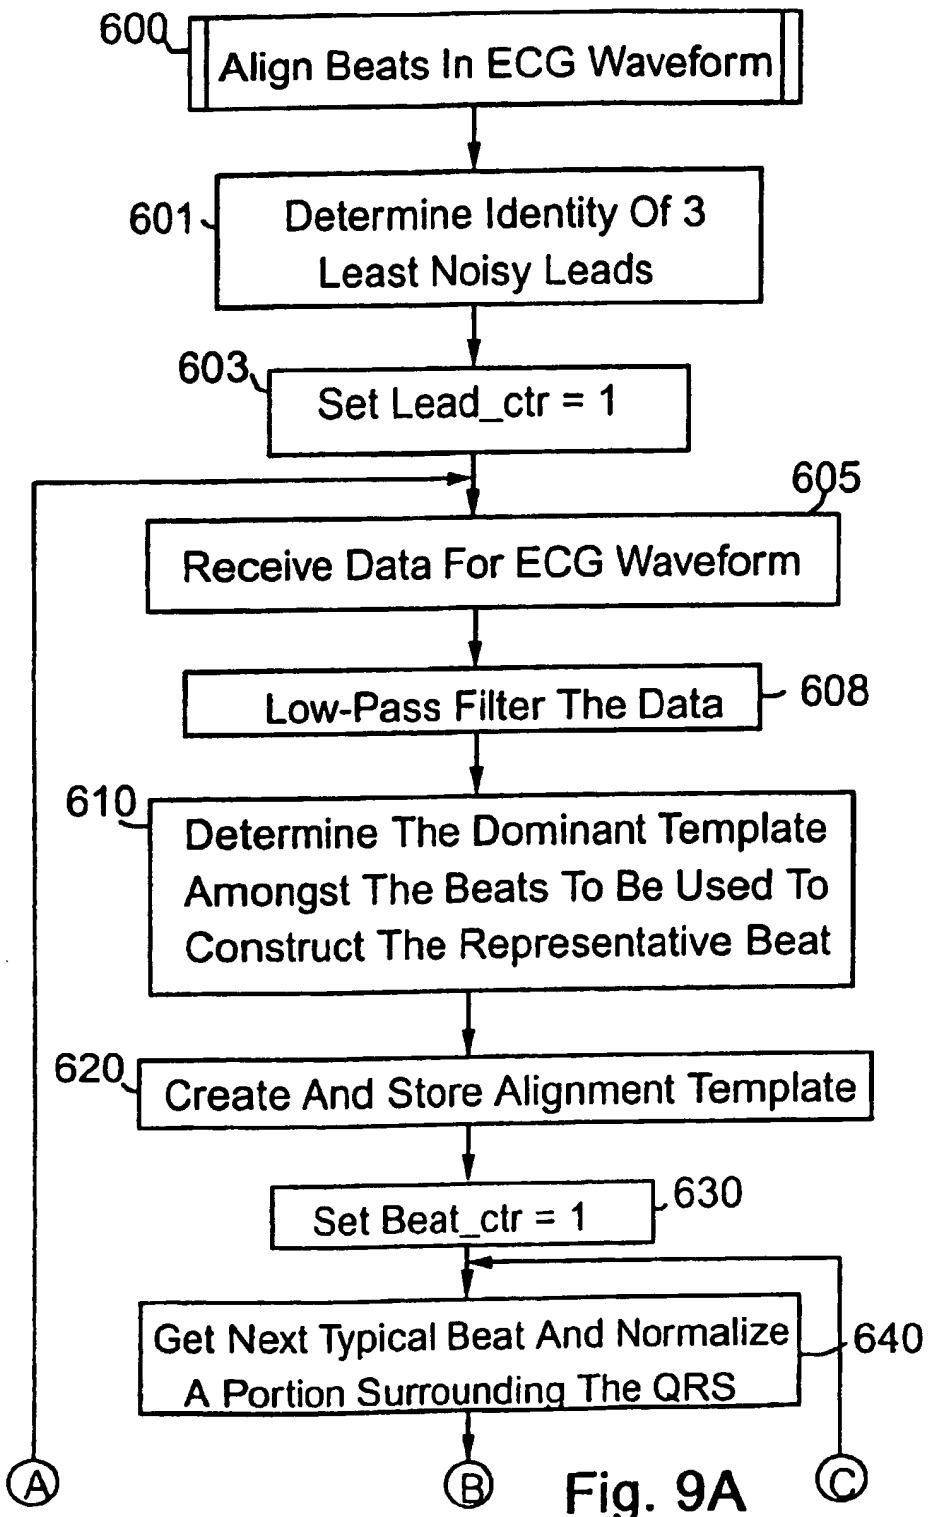 600
Align Beats In ECG Waveform
601
Determine Identity Of 3
Least Noisy Leads
603
Set Lead_ctr = 1
605
Receive Data For ECG Waveform
Low-Pass Filter The Data
608
610
Determine The Dominant Template
Amongst The Beats To Be Used To
Construct The Representative Beat
620
Create And Store Alignment Template
Set Beat_ctr = 1
630
Get Next Typical Beat And Normalize
A Portion Surrounding The QRS
640
A
B
Fig. 9A
C